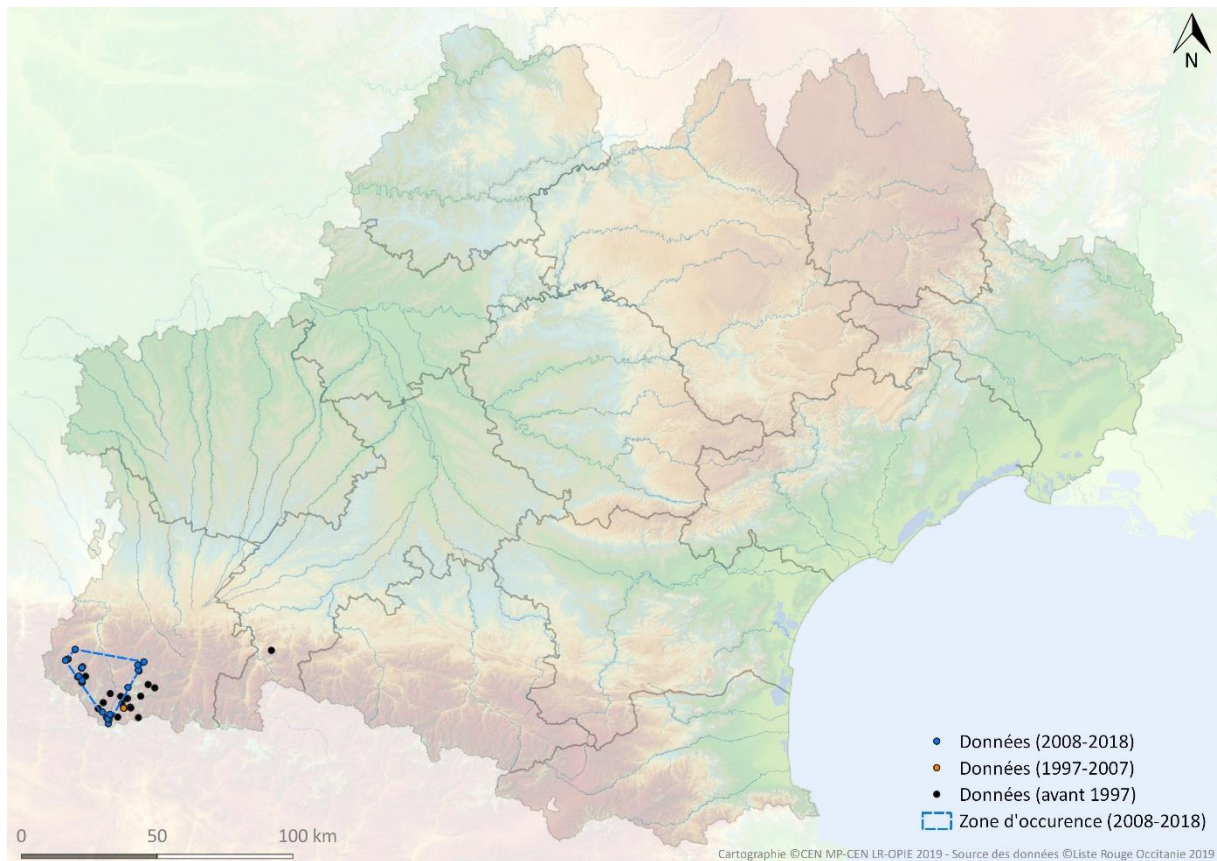 N
Données (2008-2018)
Données (1997-2007)
Données (avant 1997)
Zone d'occurence (2008-2018)
0 50 100 km
Cartographie ©CEN MP-CEN LR-OPIE 2019 - Source des données ©Liste Rouge Occitanie 2019